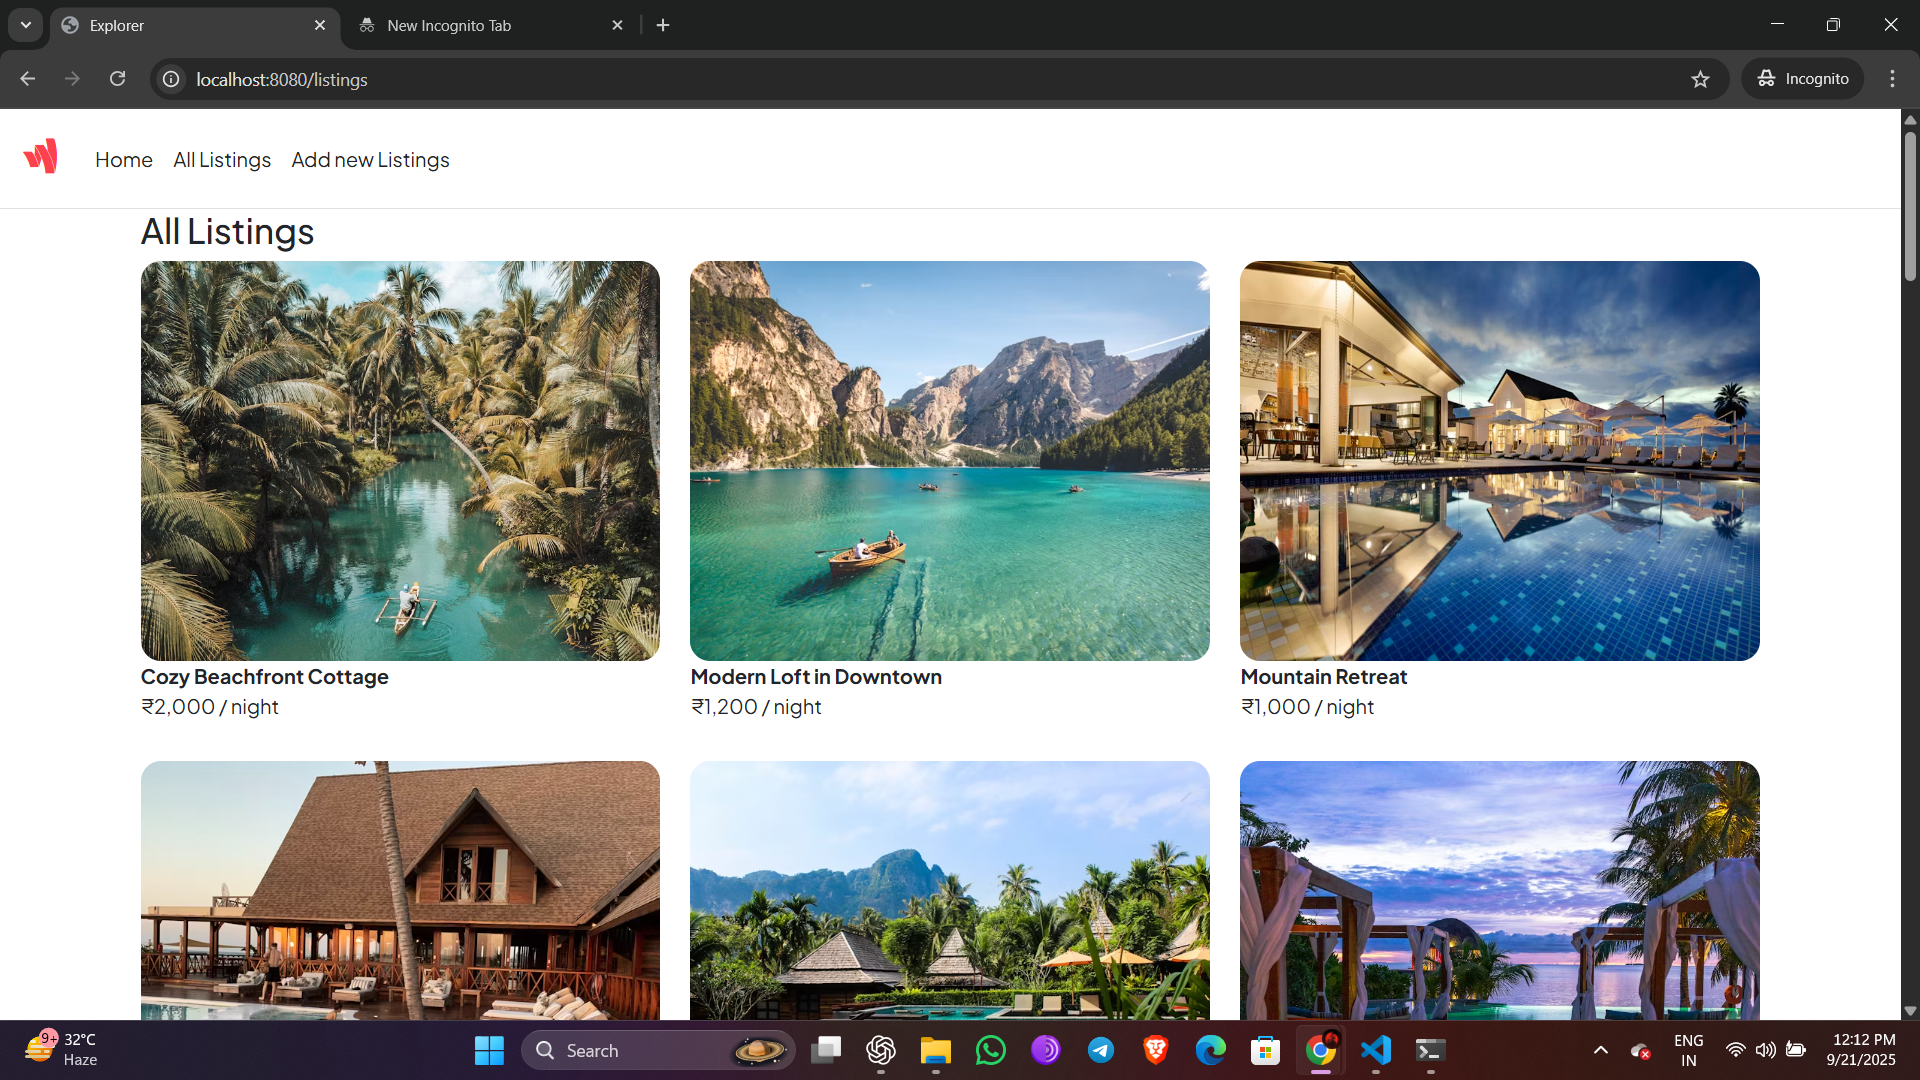 Explorer
New Incognito Tab
localhost:8080/listings
Incognito
Home All Listings Add new Listings
All Listings
Cozy Beachfront Cottage
₹2,000 / night
Modern Loft in Downtown
₹1,200 / night
Mountain Retreat
₹1,000 / night
9+
32°C
Haze
Search
ENG
IN
12:12 PM
9/21/2025